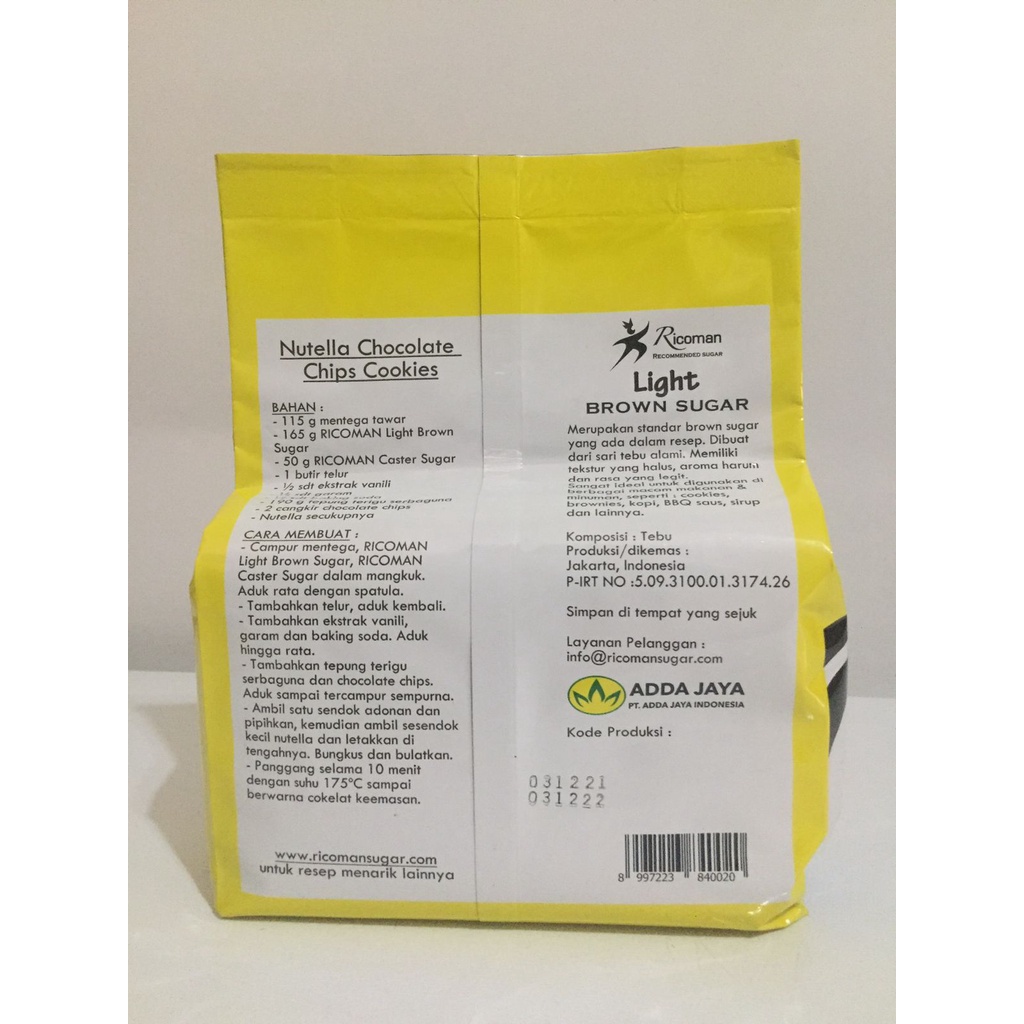 Nutella Chocolate
Chips Cookies
BAHAN :
- 115 g mentega tawar
- 165 g RICOMAN Light Brown
Sugar
- 50 g RICOMAN Caster Sugar
- 1 butir telur
- ½ sdt ekstrak vanili
sdt garam
- 190 g tepung terigu serbaguna
- 2 cangkir chocolate chips
- Nutella secukupnya
CARA MEMBUAT :
- Campur mentega, RICOMAN
Light Brown Sugar, RICOMAN
Caster Sugar dalam mangkuk.
Aduk rata dengan spatula.
- Tambahkan telur, aduk kembali.
- Tambahkan ekstrak vanili,
garam dan baking soda. Aduk
hingga rata.
- Tambahkan tepung terigu
serbaguna dan chocolate chips.
Aduk sampai tercampur sempurna.
- Ambil satu sendok adonan dan
pipihkan, kemudian ambil sesendok
kecil nutella dan letakkan di
tengahnya. Bungkus dan bulatkan.
- Panggang selama 10 menit
dengan suhu 175°C sampai
berwarna cokelat keemasan.
www.ricomansugar.com
untuk resep menarik lainnya
Ricoman
RECOMMENDED SUGAR
Light
BROWN SUGAR
Merupakan standar brown sugar
yang ada dalam resep. Dibuat
dari sari tebu alami. Memiliki
tekstur yang halus, aroma harum
dan rasa yang legit.
Sangat ideal untuk digunakan di
berbagai macam makanan &
minuman, seperti : cookies,
brownies, kopi, BBQ saus, sirup
dan lainnya.
Komposisi : Tebu
Produksi/dikemas :
Jakarta, Indonesia
P-IRT NO :5.09.3100.01.3174.26
Simpan di tempat yang sejuk
Layanan Pelanggan :
info@ricomansugar.com
ADDA JAYA
PT. ADDA JAYA INDONESIA
Kode Produksi :
031221
031222
8 997223 840020